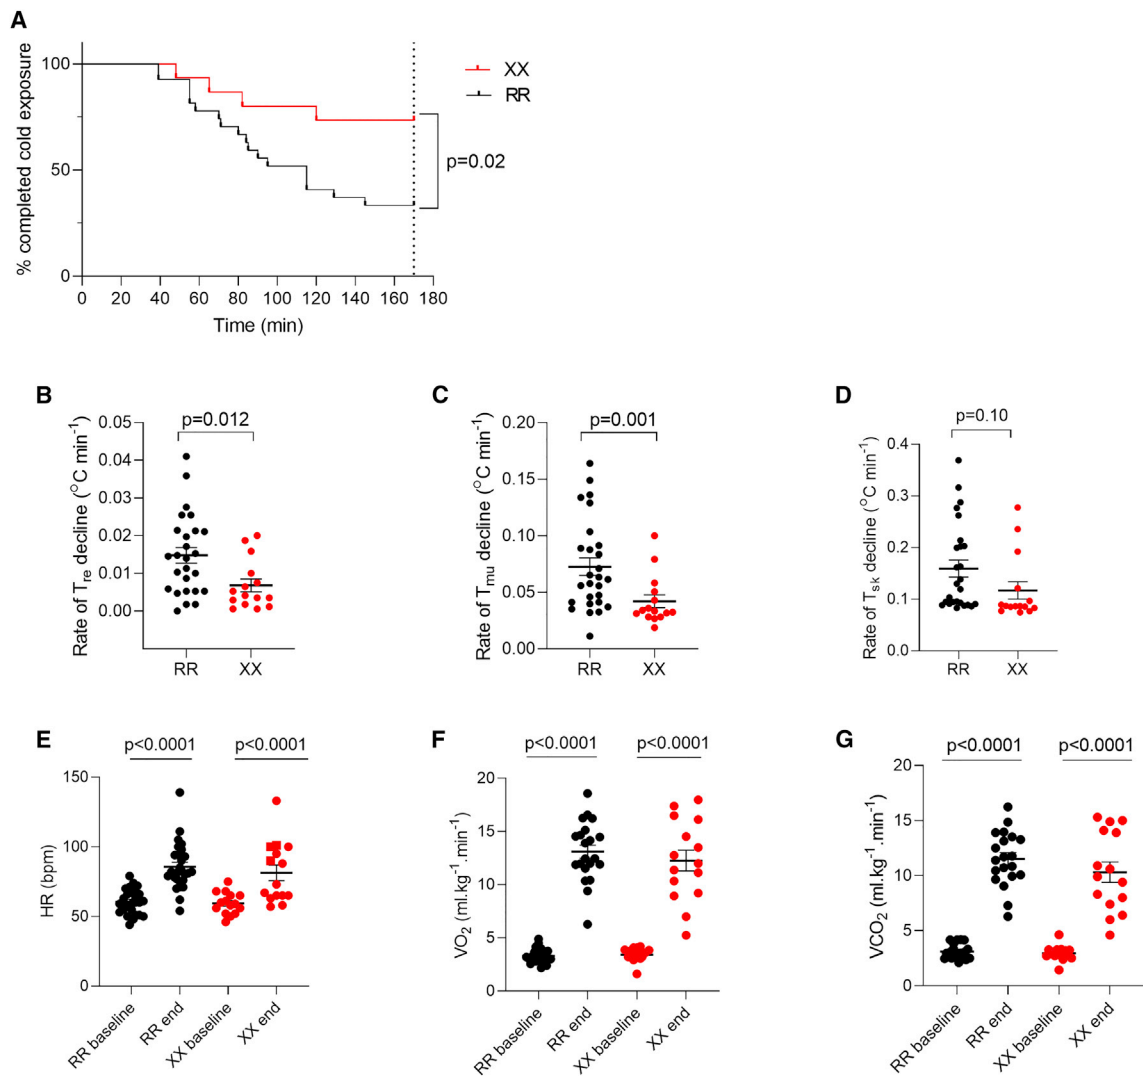 A
% completed cold exposure
100
50
0
0 20 40 60 80 100 120 140 160 180
Time (min)
XX
RR
p=0.02
B
Rate of Tre decline (°C min-1)
0.05
0.04
0.03
0.02
0.01
0.00
p=0.012
RR XX
C
Rate of Tmu decline (°C min-1)
0.20
0.15
0.10
0.05
0.00
p=0.001
RR XX
D
Rate of Tsk decline (°C min-1)
0.4
0.3
0.2
0.1
0.0
p=0.10
RR XX
E
HR (bpm)
150
100
50
0
p<0.0001 p<0.0001
RR baseline
RR end
XX baseline
XX end
F
VO2 (ml.kg-1.min-1)
20
15
10
5
0
p<0.0001 p<0.0001
RR baseline
RR end
XX baseline
XX end
G
VCO2 (ml.kg-1.min-1)
20
15
10
5
0
p<0.0001 p<0.0001
RR baseline
RR end
XX baseline
XX end